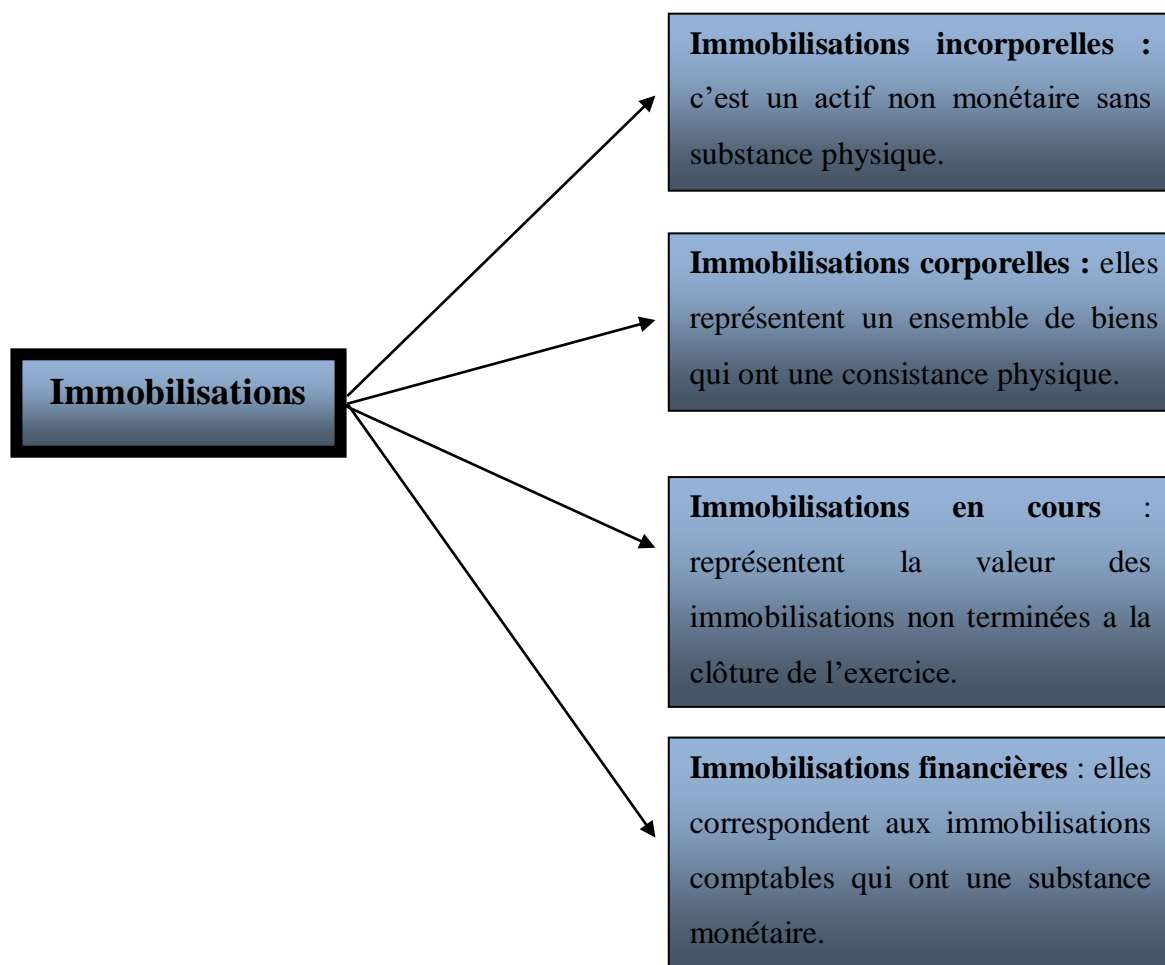 Immobilisations
Immobilisations incorporelles :
c’est un actif non monétaire sans
substance physique.
Immobilisations corporelles : elles
représentent un ensemble de biens
qui ont une consistance physique.
Immobilisations en cours :
représentent la valeur des
immobilisations non terminées a la
clôture de l’exercice.
Immobilisations financières : elles
correspondent aux immobilisations
comptables qui ont une substance
monétaire.